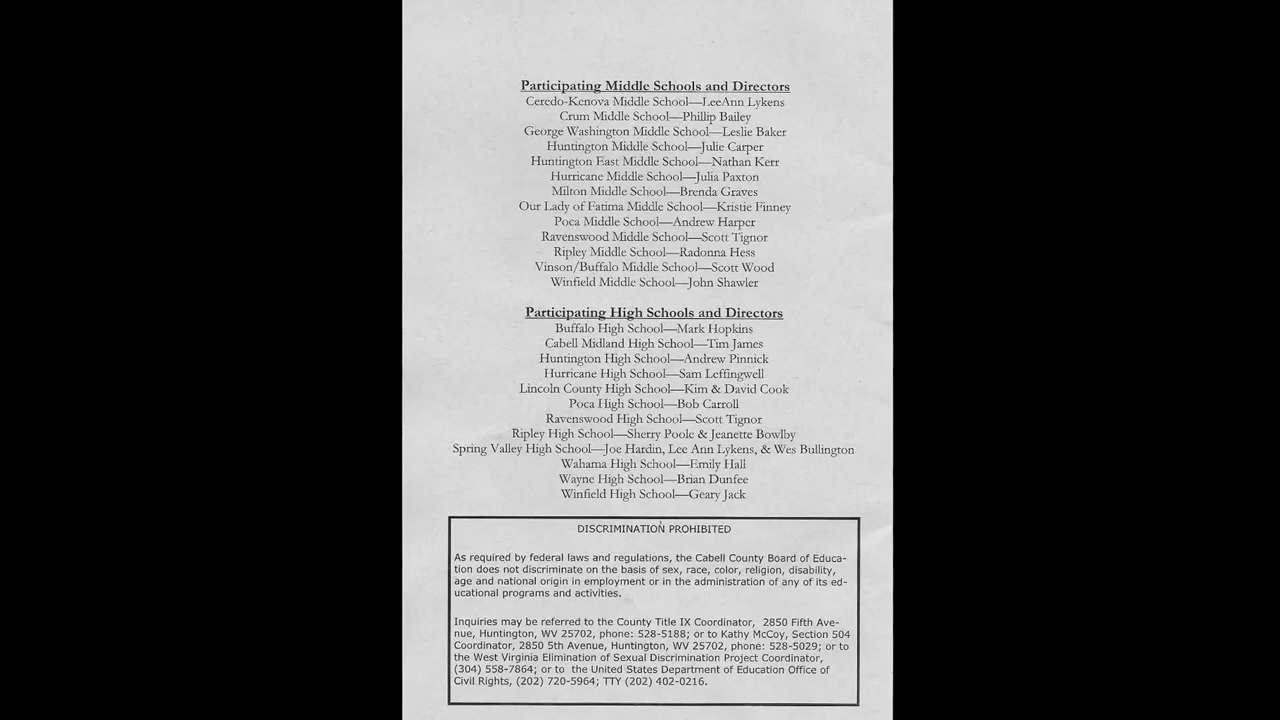 Participating Middle Schools and Directors
Ceredo-Kenova Middle School—LeeAnn Lykens
Crum Middle School—Phillip Bailey
George Washington Middle School—Leslie Baker
Huntington Middle School—Julie Carper
Huntington East Middle School—Nathan Kerr
Hurricane Middle School—Julia Paxton
Milton Middle School—Brenda Graves
Our Lady of Fatima Middle School—Kristie Finney
Poca Middle School—Andrew Harper
Ravenswood Middle School—Scott Tignor
Ripley Middle School—Radonna Hess
Vinson/Buffalo Middle School—Scott Wood
Winfield Middle School—John Shawler
Participating High Schools and Directors
Buffalo High School—Mark Hopkins
Cabell Midland High School—Tim James
Huntington High School—Andrew Pinnick
Hurricane High School—Sam Leffingwell
Lincoln County High School—Kim & David Cook
Poca High School—Bob Carroll
Ravenswood High School—Scott Tignor
Ripley High School—Sherry Poole & Jeanette Bowlby
Spring Valley High School—Joe Hardin, Lee Ann Lykens, & Wes Bullington
Wahama High School—Emily Hall
Wayne High School—Brian Dunfee
Winfield High School—Geary Jack
DISCRIMINATION PROHIBITED
As required by federal laws and regulations, the Cabell County Board of Educa-
tion does not discriminate on the basis of sex, race, color, religion, disability,
age and national origin in employment or in the administration of any of its ed-
ucational programs and activities.
Inquiries may be referred to the County Title IX Coordinator, 2850 Fifth Ave-
nue, Huntington, WV 25702, phone: 528-5188; or to Kathy McCoy, Section 504
Coordinator, 2850 5th Avenue, Huntington, WV 25702, phone: 528-5029; or to
the West Virginia Elimination of Sexual Discrimination Project Coordinator,
(304) 558-7864; or to the United States Department of Education Office of
Civil Rights, (202) 720-5964; TTY (202) 402-0216.